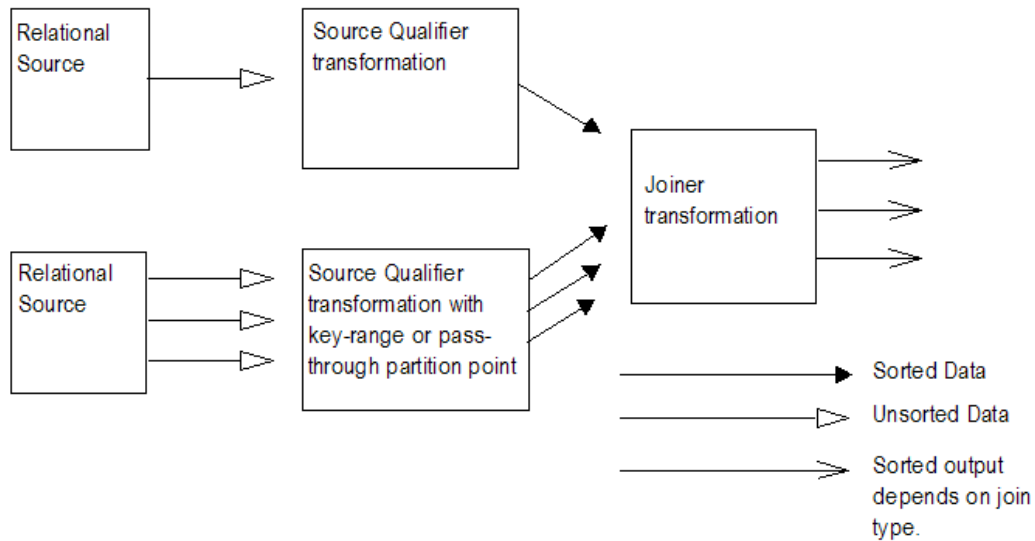 Relational
Source
Source Qualifier
transformation
Joiner
transformation
Relational
Source
Source Qualifier
transformation with
key-range or pass-
through partition point
Sorted Data
Unsorted Data
Sorted output
depends on join
type.